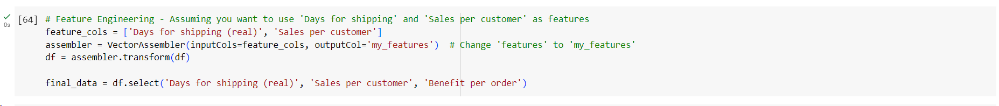 [64] # Feature Engineering - Assuming you want to use 'Days for shipping' and 'Sales per customer' as features
0s
feature_cols = ['Days for shipping (real)', 'Sales per customer']
assembler = VectorAssembler(inputCols=feature_cols, outputCol='my_features')  # Change 'features' to 'my_features'
df = assembler.transform(df)

final_data = df.select('Days for shipping (real)', 'Sales per customer', 'Benefit per order')